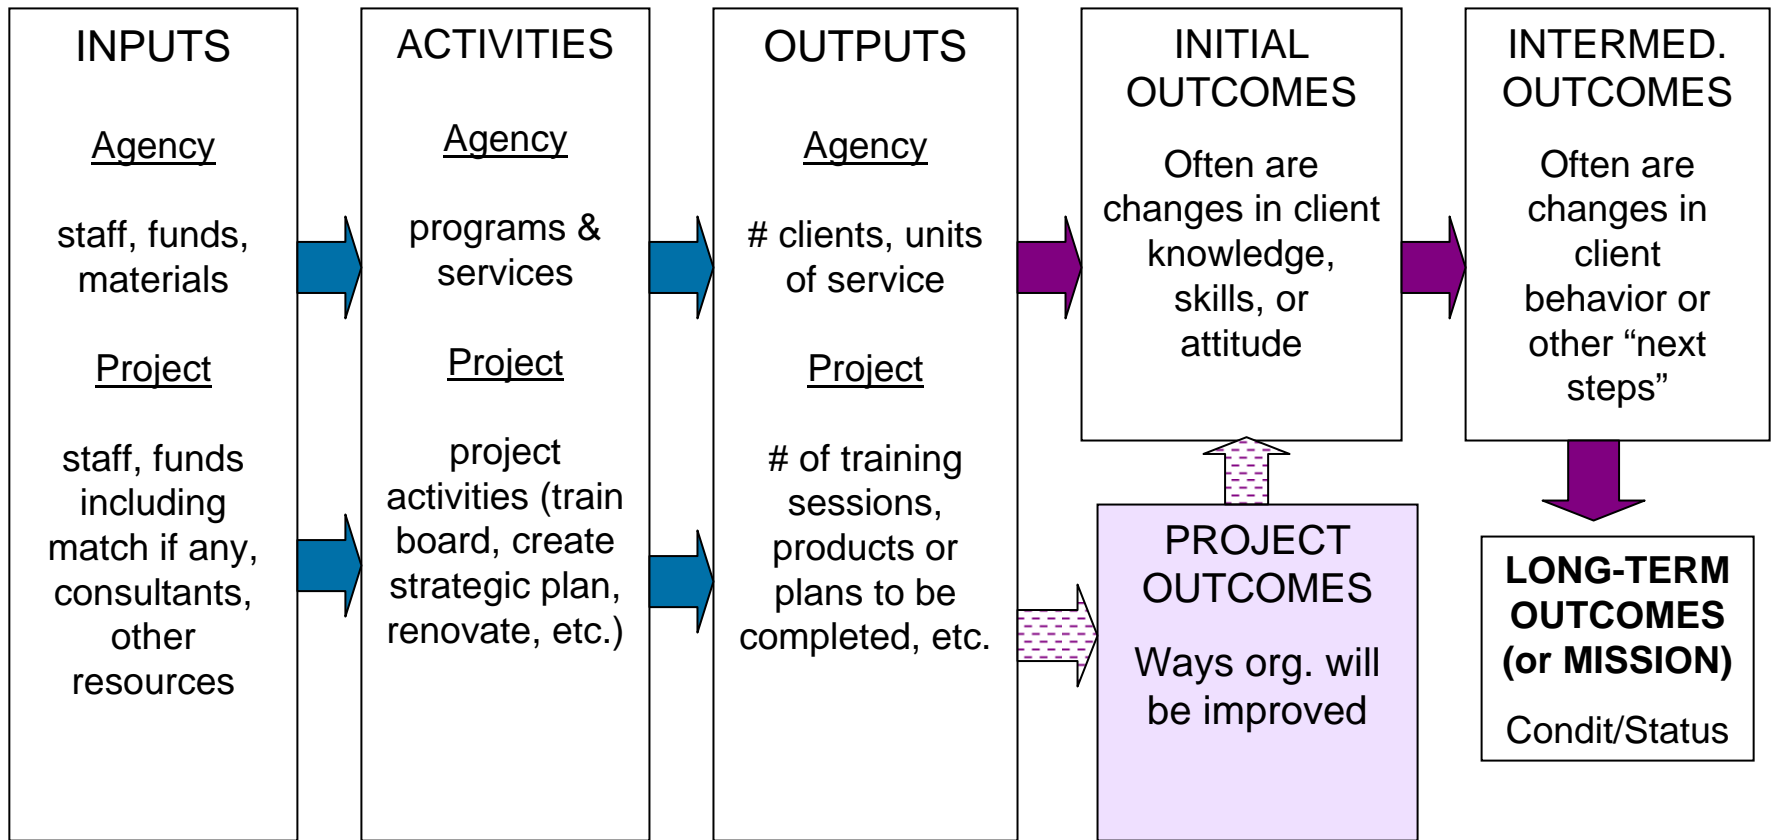 INPUTS
Agency
staff, funds,
materials
Project
staff, funds
including
match if any,
consultants,
other
resources
ACTIVITIES
Agency
programs &
services
Project
project
activities (train
board, create
strategic plan,
renovate, etc.)
OUTPUTS
Agency
# clients, units
of service
Project
# of training
sessions,
products or
plans to be
completed, etc.
INITIAL
OUTCOMES
Often are
changes in client
knowledge,
skills, or
attitude
PROJECT
OUTCOMES
Ways org. will
be improved
INTERMED.
OUTCOMES
Often are
changes in
client
behavior or
other “next
steps”
LONG-TERM
OUTCOMES
(or MISSION)
Condit/Status